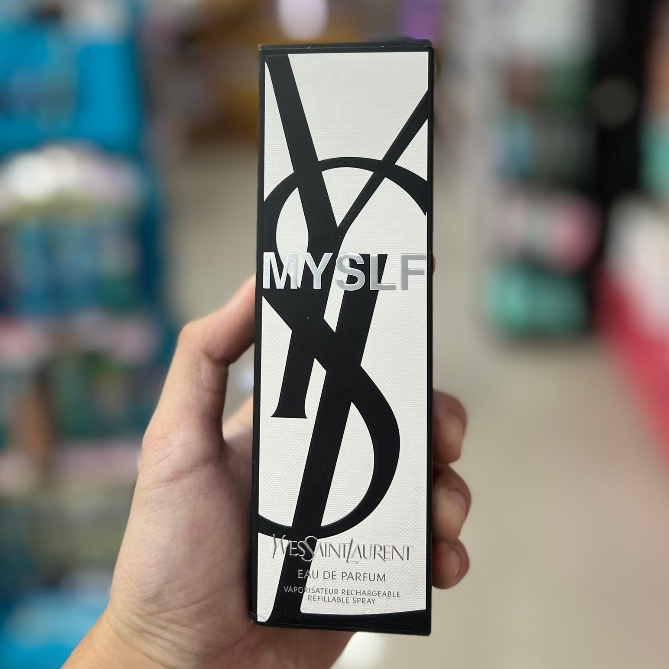 MYSLF
YVESSAINTLAURENT
EAU DE PARFUM
VAPORISATEUR RECHARGEABLE
REFILLABLE SPRAY